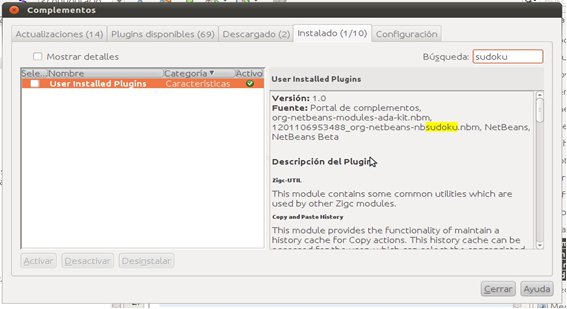 Complementos
Actualizaciones (14)
Plugins disponibles (69)
Descargado (2)
Instalado (1/10)
Configuración
Mostrar detalles
Búsqueda:
sudoku
Sele...
Nombre
Categoría
Activo
User Installed Plugins
Características
User Installed Plugins
Versión: 1.0
Fuente: Portal de complementos,
org-netbeans-modules-ada-kit.nbm,
1201106953488_org-netbeans-nbsudoku.nbm, NetBeans,
NetBeans Beta
Descripción del Plugin
Zigc-UTIL
This module contains some common utilities which are
used by other Zigc modules.
Copy and Paste History
This module provides the functionality of maintain a
history cache for Copy actions. This history cache can be
Activar
Desactivar
Desinstalar
Cerrar
Ayuda